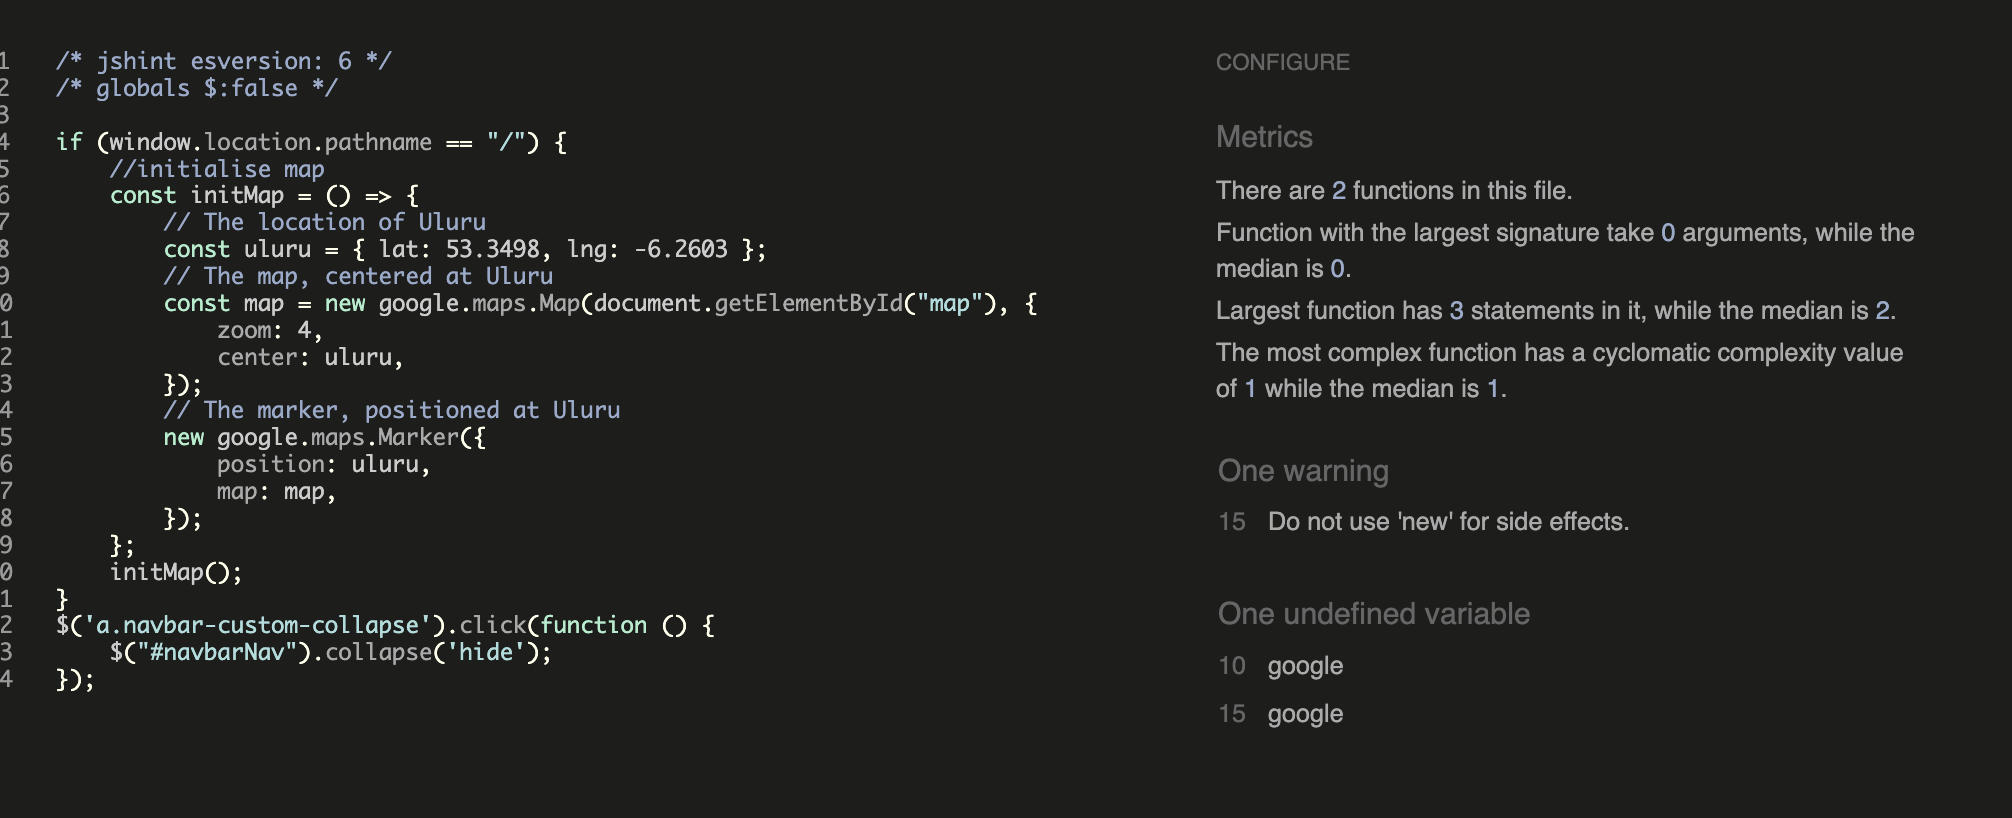 1 /* jshint esversion: 6 */
2 /* globals $:false */
3
4 if (window.location.pathname == "/") {
5     //initialise map
6     const initMap = () => {
7         // The location of Uluru
8         const uluru = { lat: 53.3498, lng: -6.2603 };
9         // The map, centered at Uluru
0         const map = new google.maps.Map(document.getElementById("map"), {
1             zoom: 4,
2             center: uluru,
3         });
4         // The marker, positioned at Uluru
5         new google.maps.Marker({
6             position: uluru,
7             map: map,
8         });
9     };
0     initMap();
1 }
2 $('a.navbar-custom-collapse').click(function () {
3     $("#navbarNav").collapse('hide');
4 });
CONFIGURE
Metrics
There are 2 functions in this file.
Function with the largest signature take 0 arguments, while the
median is 0.
Largest function has 3 statements in it, while the median is 2.
The most complex function has a cyclomatic complexity value
of 1 while the median is 1.
One warning
15 Do not use 'new' for side effects.
One undefined variable
10 google
15 google